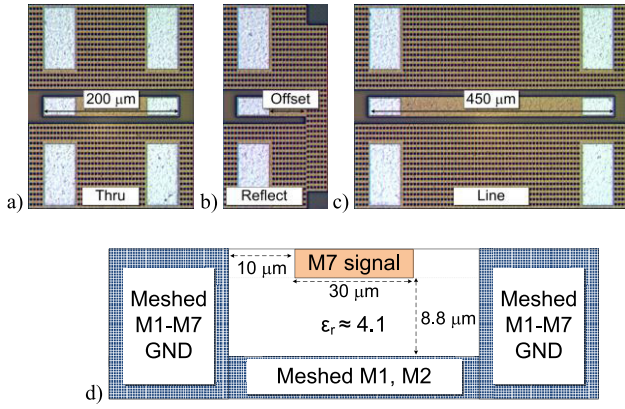 200 μm
Thru
a)
Offset
Reflect
b)
450 μm
Line
c)
10 μm
M7 signal
30 μm
8.8 μm
εr ≈ 4.1
Meshed
M1-M7
GND
Meshed M1, M2
Meshed
M1-M7
GND
d)